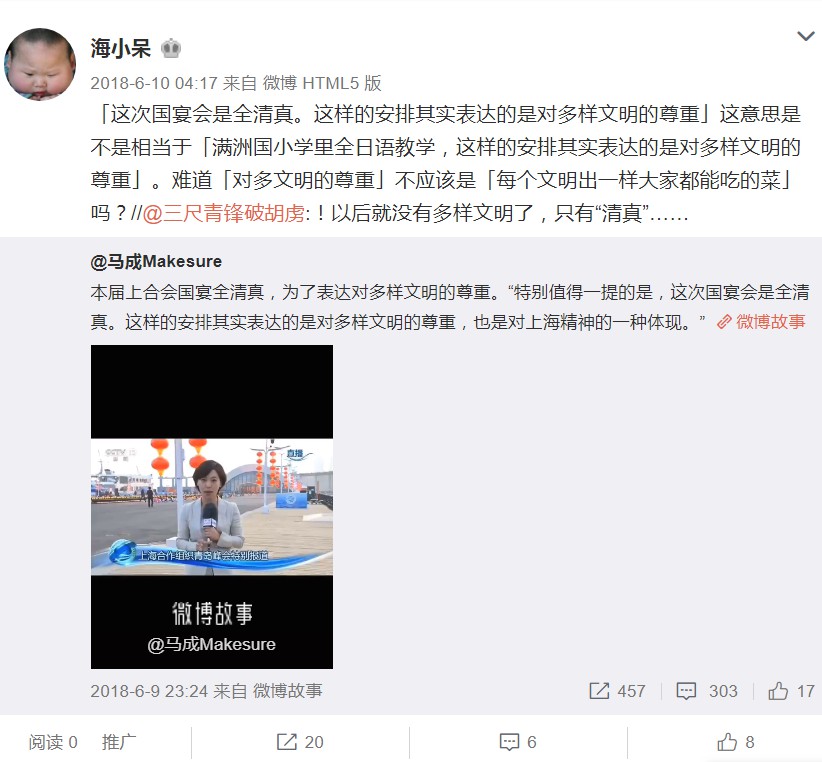 海小呆
2018-6-10 04:17 来自 微博 HTML5 版
「这次国宴会是全清真。这样的安排其实表达的是对多样文明的尊重」这意思是
不是相当于「满洲国小学里全日语教学，这样的安排其实表达的是对多样文明的
尊重」。难道「对多文明的尊重」不应该是「每个文明出一样大家都能吃的菜」
吗？//@三尺青锋破胡虏:！以后就没有多样文明了，只有“清真”……
@马成Makesure
本届上合会国宴全清真，为了表达对多样文明的尊重。“特别值得一提的是，这次国宴会是全清
真。这样的安排其实表达的是对多样文明的尊重，也是对上海精神的一种体现。” 微博故事
CCTV
直播
上海合作组织青岛峰会特别报道
微博故事
@马成Makesure
2018-6-9 23:24 来自 微博故事 457 303 17
阅读 0 推广 20 6 8